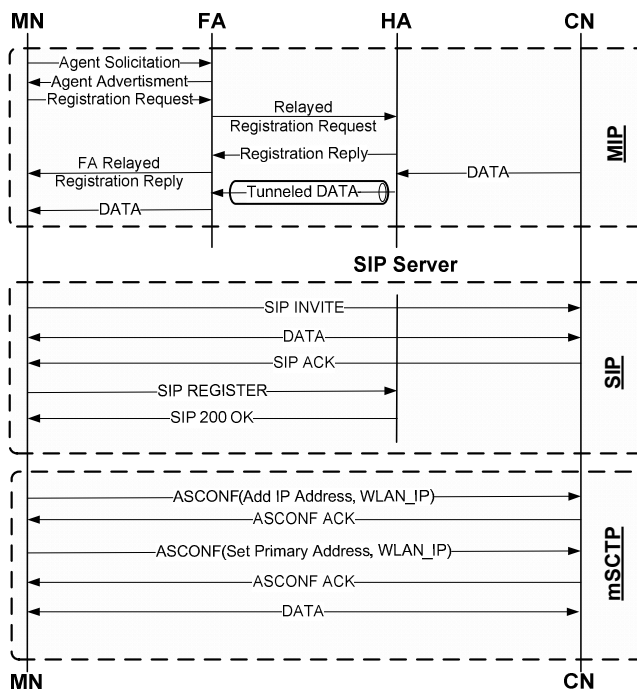 MN FA HA CN
Agent Solicitation
Agent Advertisment
Registration Request
Relayed
Registration Request
Registration Reply
FA Relayed
Registration Reply
DATA
Tunneled DATA
DATA
MIP
SIP Server
SIP INVITE
DATA
SIP ACK
SIP REGISTER
SIP 200 OK
SIP
ASCONF(Add IP Address, WLAN_IP)
ASCONF ACK
ASCONF(Set Primary Address, WLAN_IP)
ASCONF ACK
DATA
mSCTP
MN CN